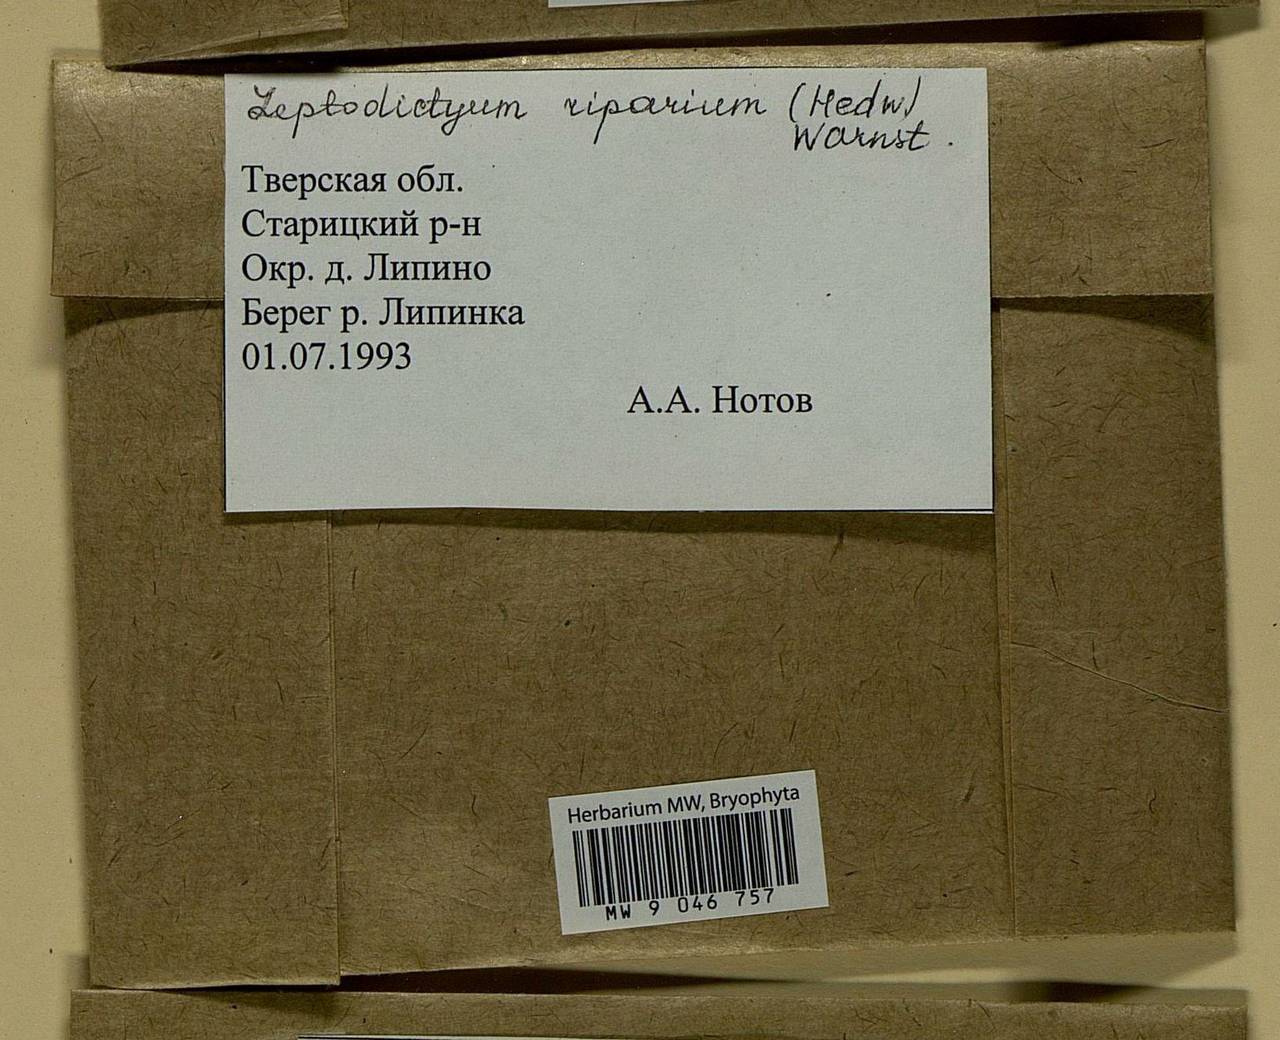 Leptodictyum riparium (Hedw)
Warnst.
Тверская обл.
Старицкий р-н
Окр. д. Липино
Берег р. Липинка
01.07.1993
А.А. Нотов
Herbarium MW, Bryophyta
MW 9 046 757